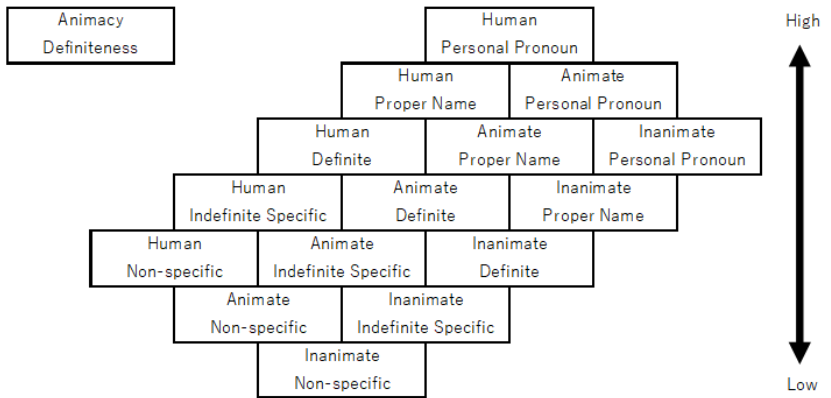 Animacy
Definiteness
Human
Personal Pronoun
High
Human
Proper Name
Animate
Personal Pronoun
Human
Definite
Animate
Proper Name
Inanimate
Personal Pronoun
Human
Indefinite Specific
Animate
Definite
Inanimate
Proper Name
Human
Non-specific
Animate
Indefinite Specific
Inanimate
Definite
Animate
Non-specific
Inanimate
Indefinite Specific
Inanimate
Non-specific
Low